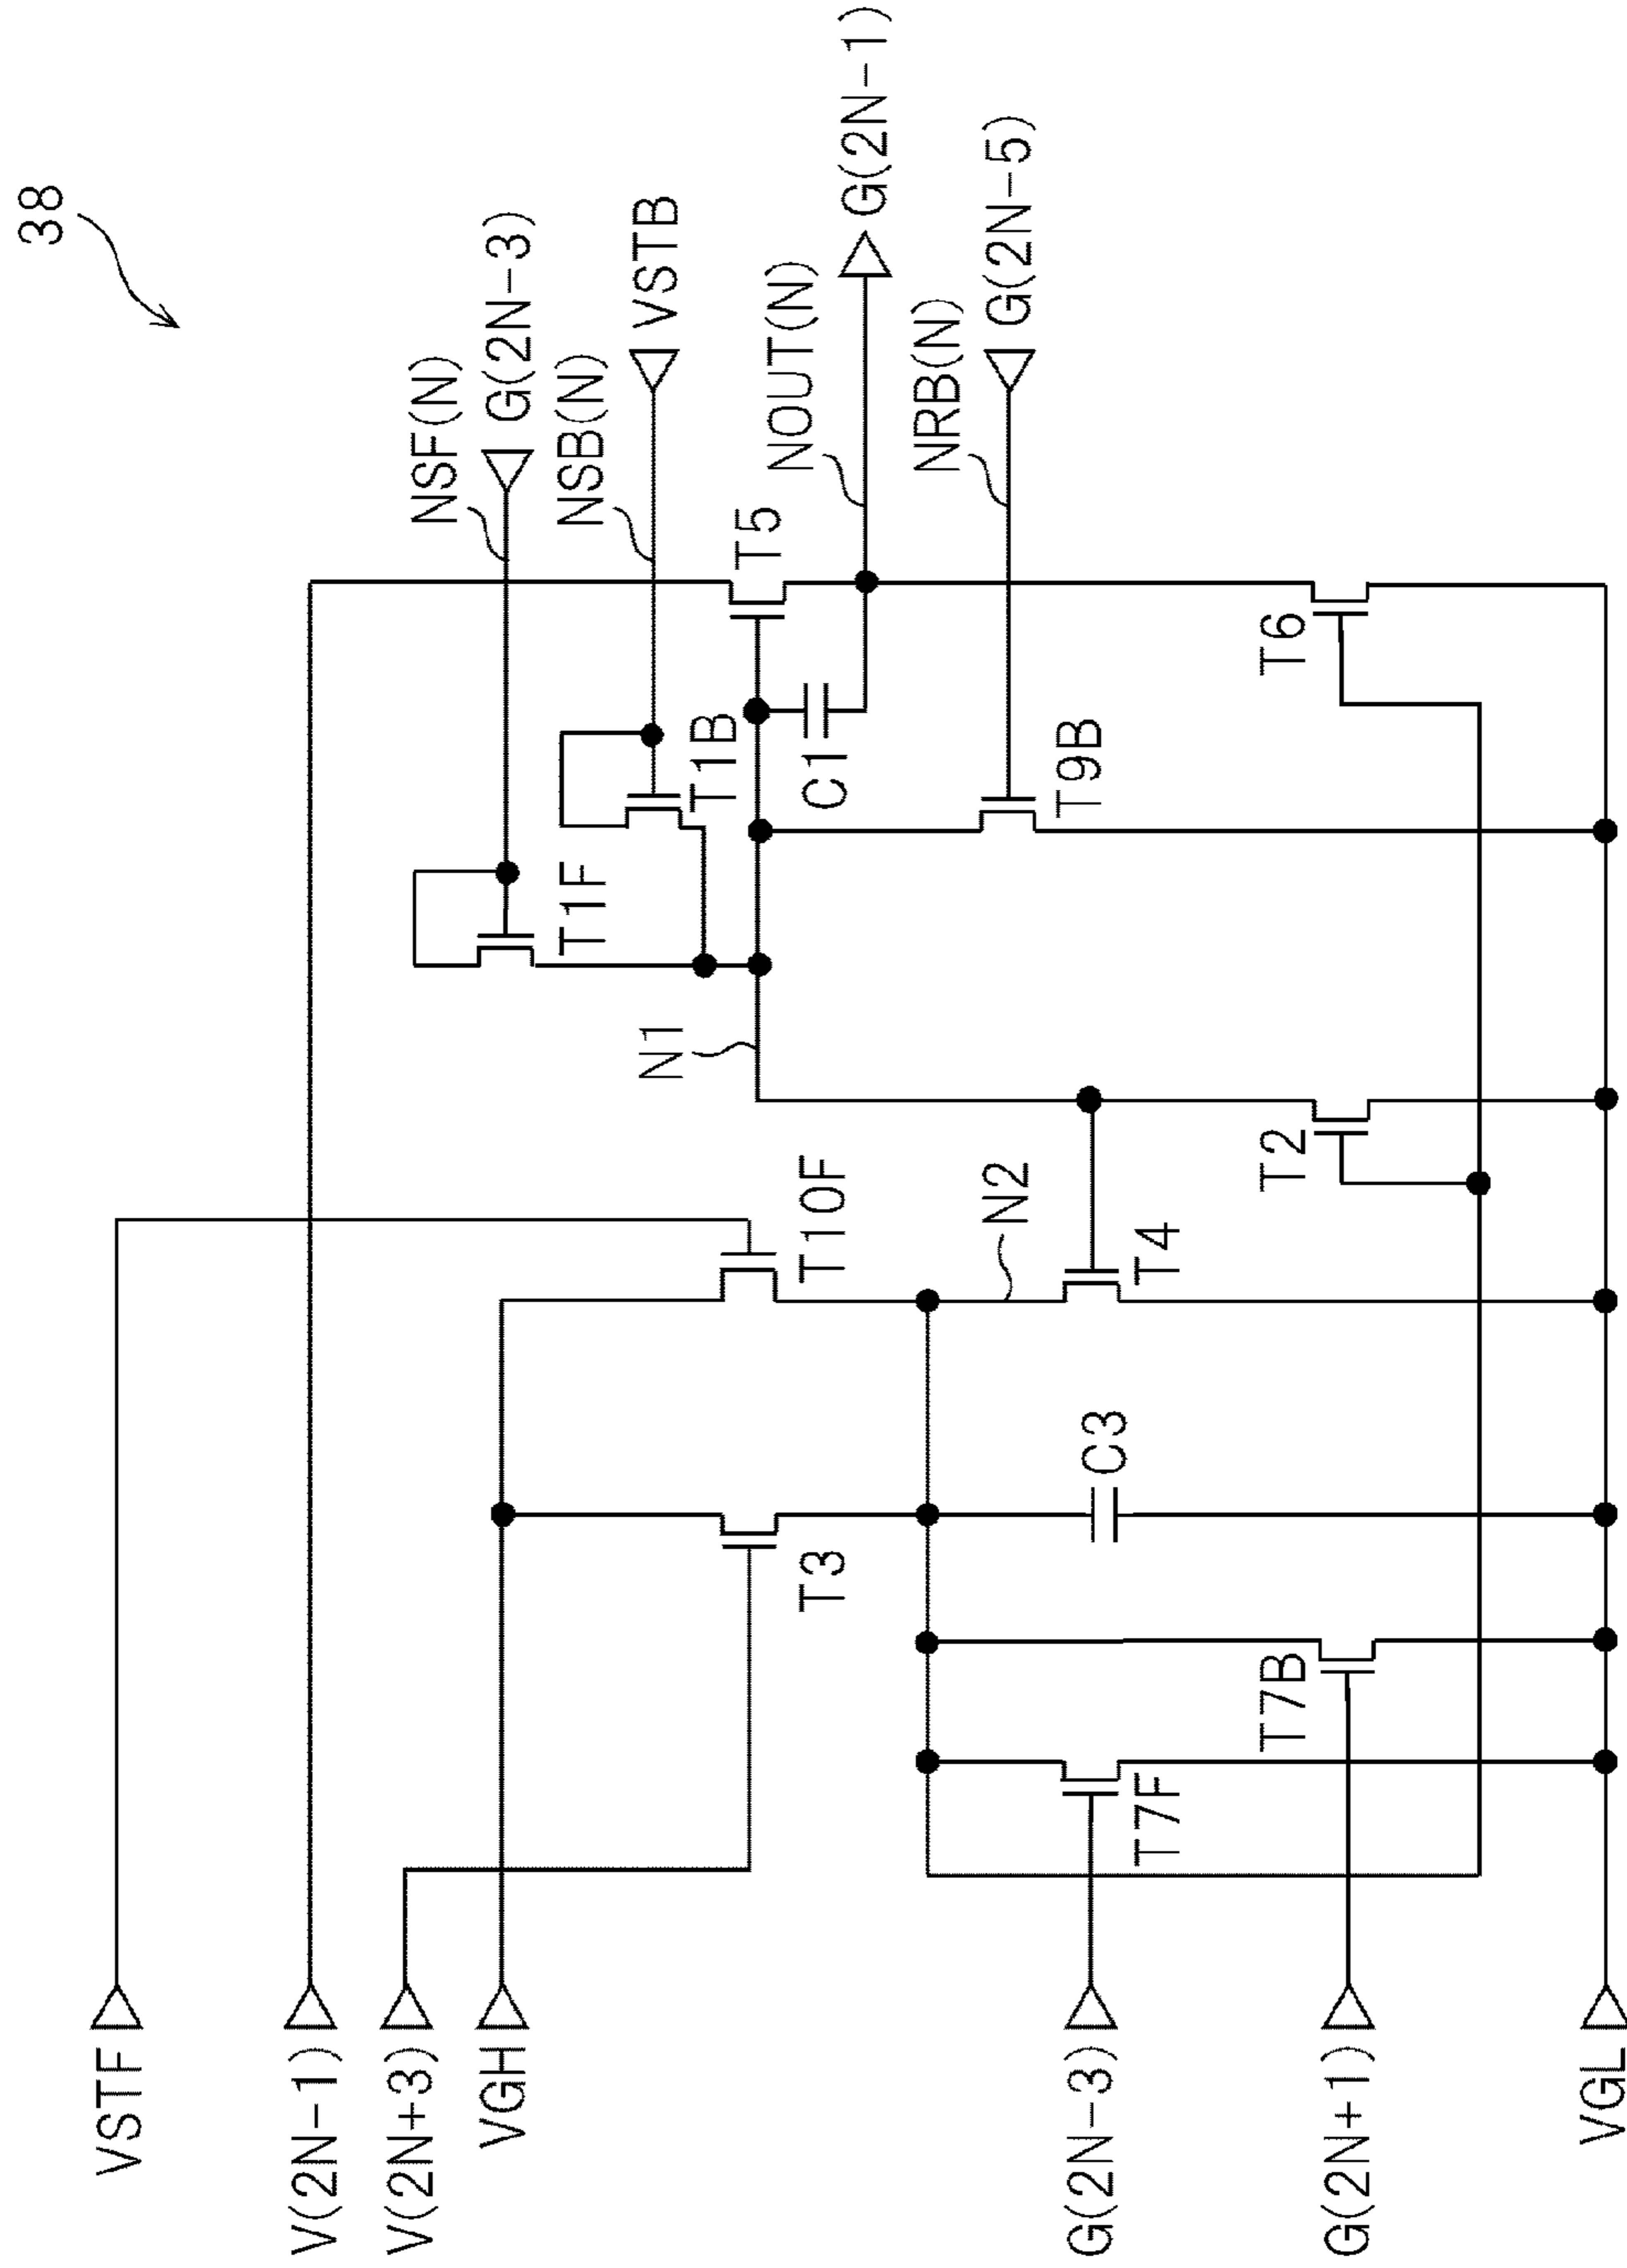 38
VSTF
V(2N-1)
V(2N+3)
VGH
G(2N-3)
G(2N+1)
VGL
NSF(N)
G(2N-3)
NSB(N)
VSTB
NOUT(N)
G(2N-1)
NRB(N)
G(2N-5)
T1F
T1B
T5
C1
N1
T10F
T3
N2
T9B
T4
C3
T7F
T7B
T2
T6